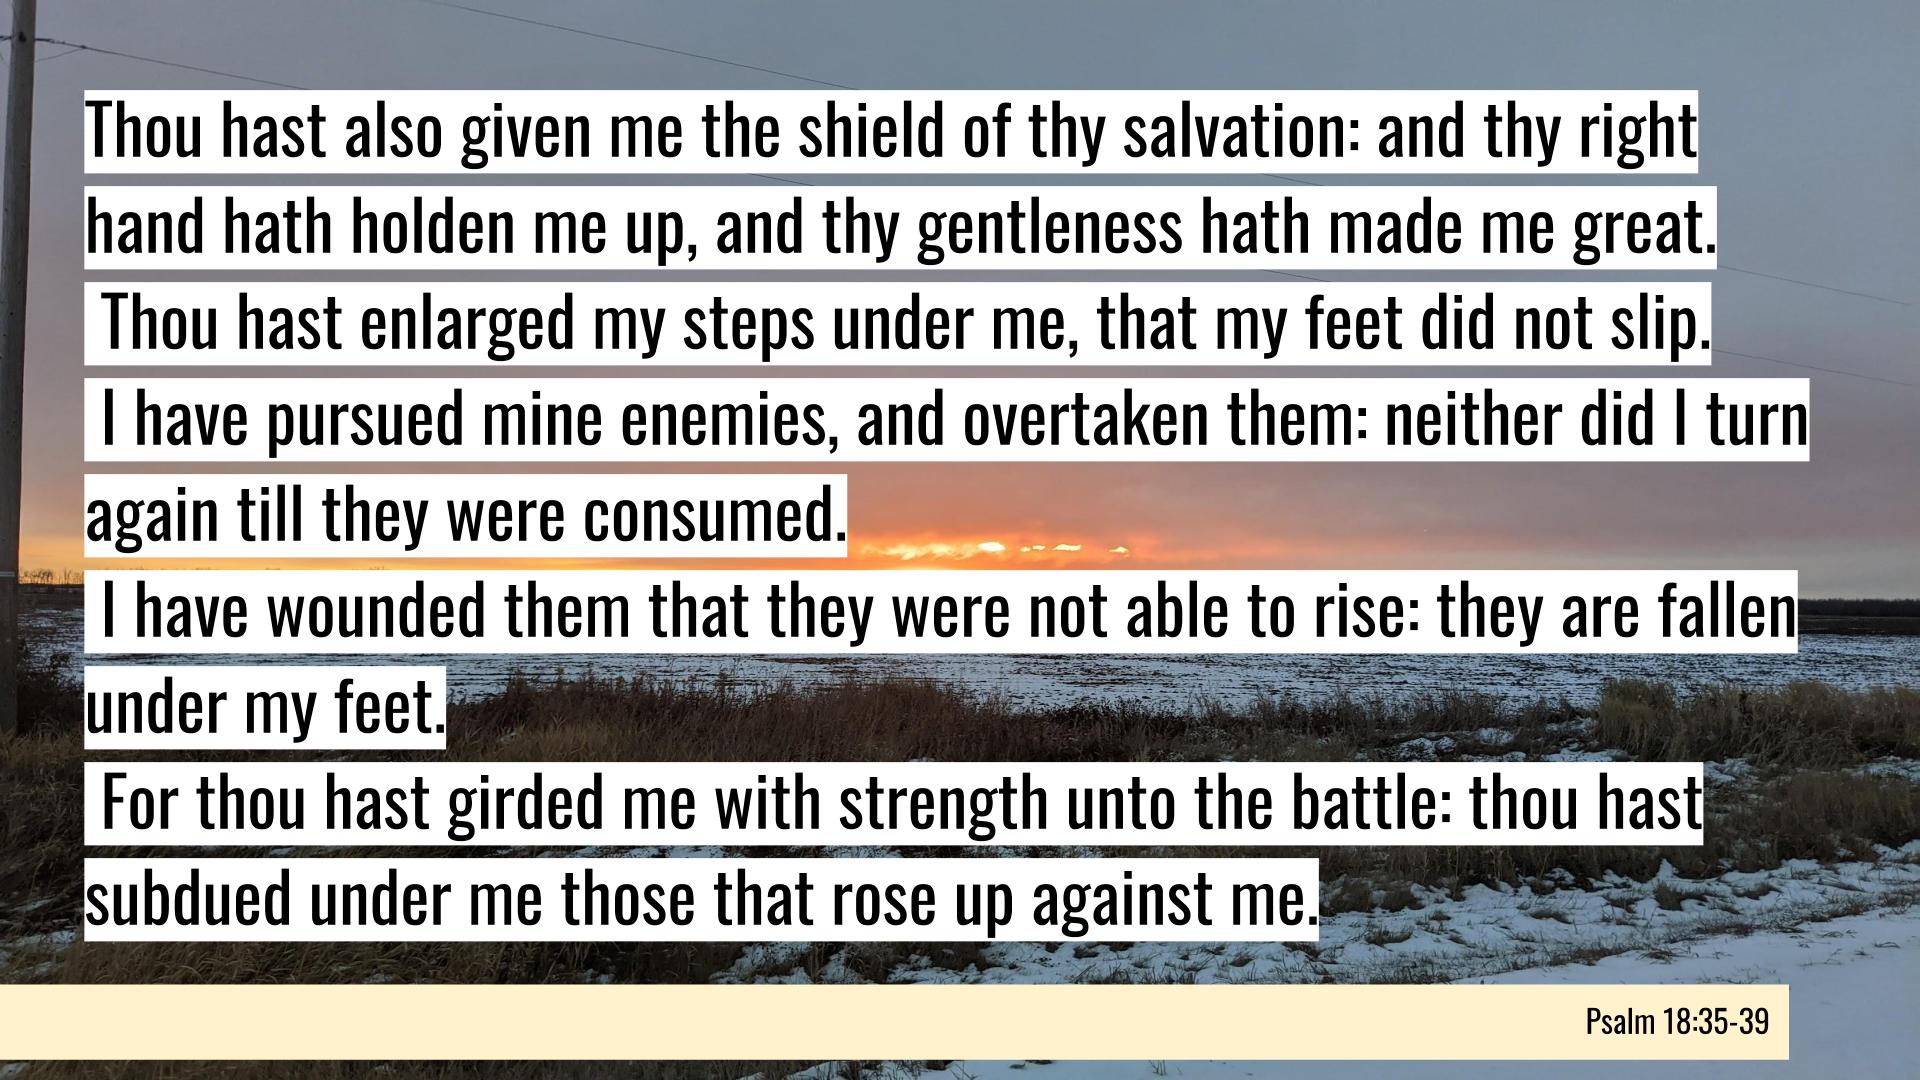 Thou hast also given me the shield of thy salvation: and thy right
hand hath holden me up, and thy gentleness hath made me great.
Thou hast enlarged my steps under me, that my feet did not slip.
I have pursued mine enemies, and overtaken them: neither did I turn
again till they were consumed.
I have wounded them that they were not able to rise: they are fallen
under my feet.
For thou hast girded me with strength unto the battle: thou hast
subdued under me those that rose up against me.
Psalm 18:35-39